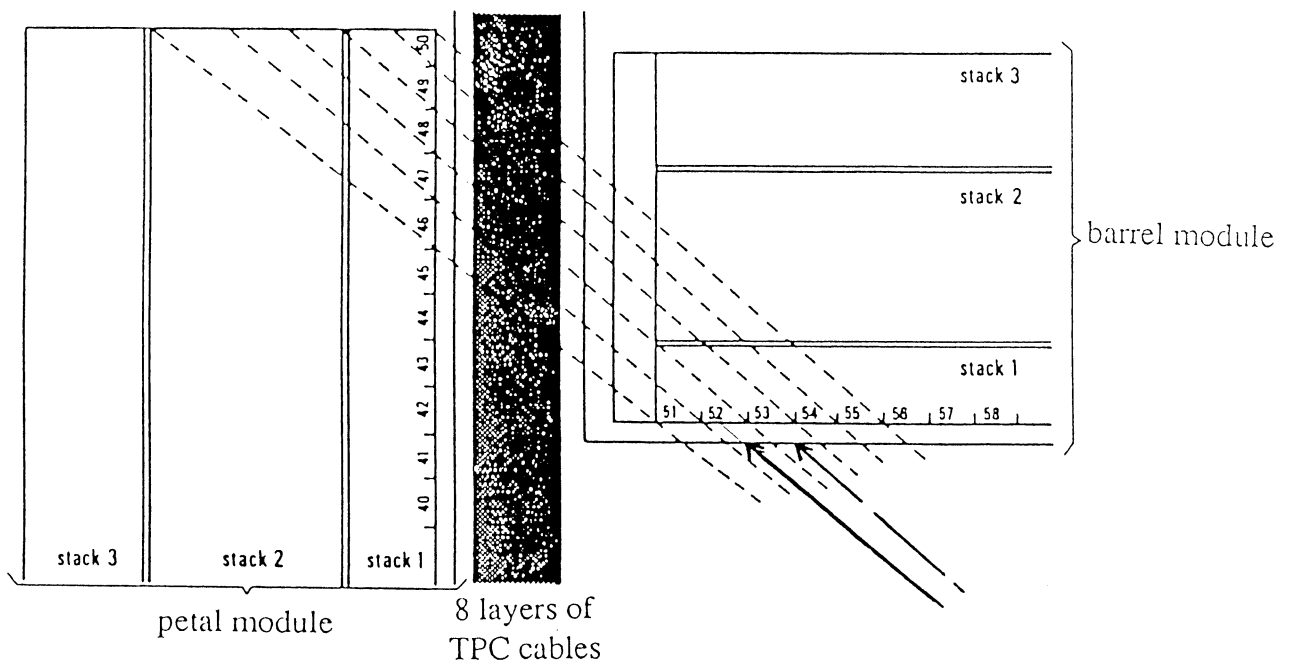 50
49
48
47
46
45
44
43
42
41
40
stack 3
stack 2
stack 1
petal module
8 layers of
TPC cables
stack 3
stack 2
stack 1
51 52 53 54 55 56 57 58
barrel module